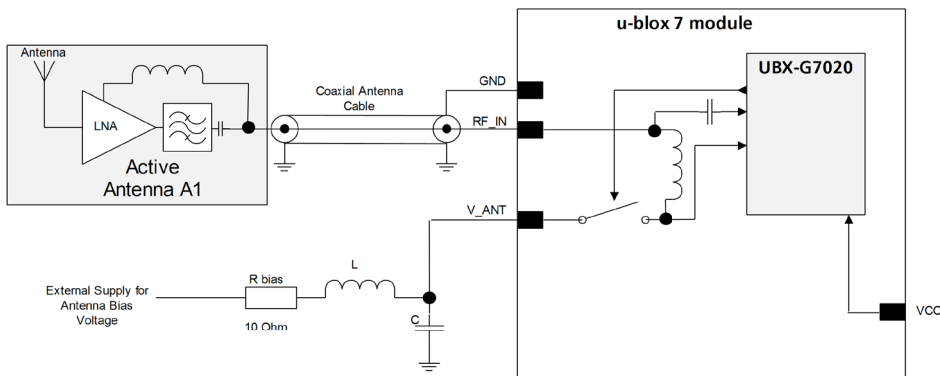 u-blox 7 module
Antenna
UBX-G7020
GND
Coaxial Antenna
Cable
LNA
RF_IN
Active
Antenna A1
V_ANT
L
R bias
External Supply for
Antenna Bias
Voltage
10 Ohm
C
VCC